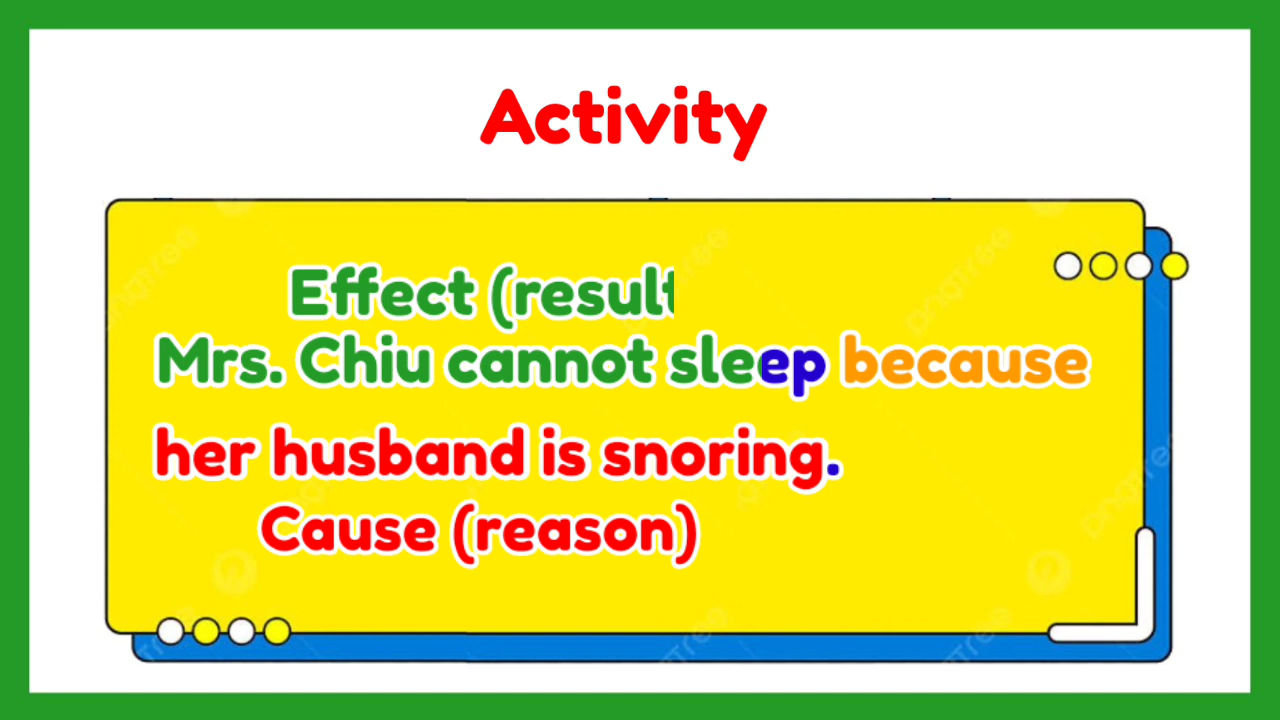 Activity
Effect (result
Mrs. Chiu cannot sleep because
her husband is snoring.
Cause (reason)